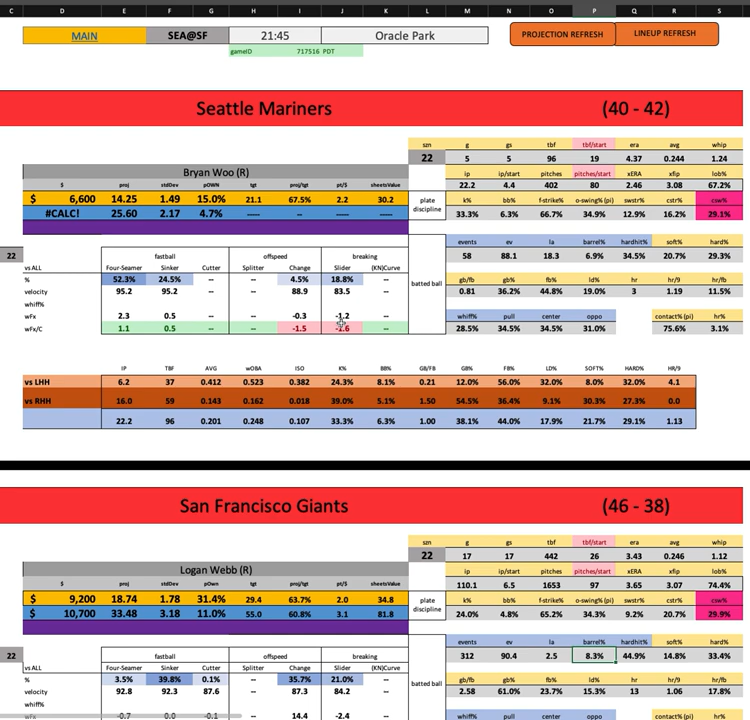 C D E F G H I J K L M N O P Q R S
MAIN SEA@SF 21:45 Oracle Park PROJECTION REFRESH LINEUP REFRESH
gameID 717516 PDT
Seattle Mariners (40 - 42)
szn g gs tbf tbf/start era avg whip
22 5 5 96 19 4.37 0.244 1.24
Bryan Woo (R) ip ip/start pitches pitches/start xERA xfip lob%
$ proj stdDev pOWN tgt proj/tgt pt/$ sheetsValue 22.2 4.4 402 80 2.46 3.08 67.2%
$ 6,600 14.25 1.49 15.0% 21.1 67.5% 2.2 30.2 plate discipline k% bb% f-strike% o-swing% (pi) swstr% cstr% csw%
#CALC! 25.60 2.17 4.7% ----- -- -- ----- 33.3% 6.3% 66.7% 34.9% 12.9% 16.2% 29.1%
events ev la barrel% hardhit% soft% hard%
22 fastball offspeed breaking 58 88.1 18.3 6.9% 34.5% 20.7% 29.3%
vs ALL Four-Seamer Sinker Cutter Splitter Change Slider (KN)Curve
% 52.3% 24.5% -- -- 4.5% 18.8% -- batted ball gb/fb gb% fb% ld% hr hr/9 hr/fb
velocity 95.2 95.2 -- -- 88.9 83.5 -- 0.81 36.2% 44.8% 19.0% 3 1.19 11.5%
whiff%
wFx 2.3 0.5 -- -- -0.3 -1.2 -- whiff% pull center oppo contact% (pi) hr%
wFx/C 1.1 0.5 -- -- -1.5 -2.6 -- 28.5% 34.5% 34.5% 31.0% 75.6% 3.1%
IP TBF AVG wOBA ISO K% BB% GB/FB GB% FB% LD% SOFT% HARD% HR/9
vs LHH 6.2 37 0.412 0.523 0.382 24.3% 8.1% 0.21 12.0% 56.0% 32.0% 8.0% 32.0% 4.1
vs RHH 16.0 59 0.143 0.162 0.018 39.0% 5.1% 1.50 54.5% 36.4% 9.1% 30.3% 27.3% 0.0
22.2 96 0.201 0.248 0.107 33.3% 6.3% 1.00 38.1% 44.0% 17.9% 21.7% 29.1% 1.13
San Francisco Giants (46 - 38)
szn g gs tbf tbf/start era avg whip
22 17 17 442 26 3.43 0.246 1.12
Logan Webb (R) ip ip/start pitches pitches/start xERA xfip lob%
$ proj stdDev pOwn tgt proj/tgt pt/$ sheetsValue 110.1 6.5 1653 97 3.65 3.07 74.4%
$ 9,200 18.74 1.78 31.4% 29.4 63.7% 2.0 34.8 plate discipline k% bb% f-strike% o-swing% (pi) swstr% cstr% csw%
$ 10,700 33.48 3.18 11.0% 55.0 60.8% 3.1 81.8 24.0% 4.8% 65.2% 34.3% 9.2% 20.7% 29.9%
events ev la barrel% hardhit% soft% hard%
22 fastball offspeed breaking 312 90.4 2.5 8.3% 44.9% 14.8% 33.4%
vs ALL Four-Seamer Sinker Cutter Splitter Change Slider (KN)Curve
% 3.5% 39.8% 0.1% -- 35.7% 21.0% -- batted ball gb/fb gb% fb% ld% hr hr/9 hr/fb
velocity 92.8 92.3 87.6 -- 87.3 84.2 -- 2.58 61.0% 23.7% 15.3% 13 1.06 17.8%
whiff%
wFx -0.7 0.0 -0.1 -- 14.4 -2.4 -- whiff% pull center oppo contact% (pi) hr%